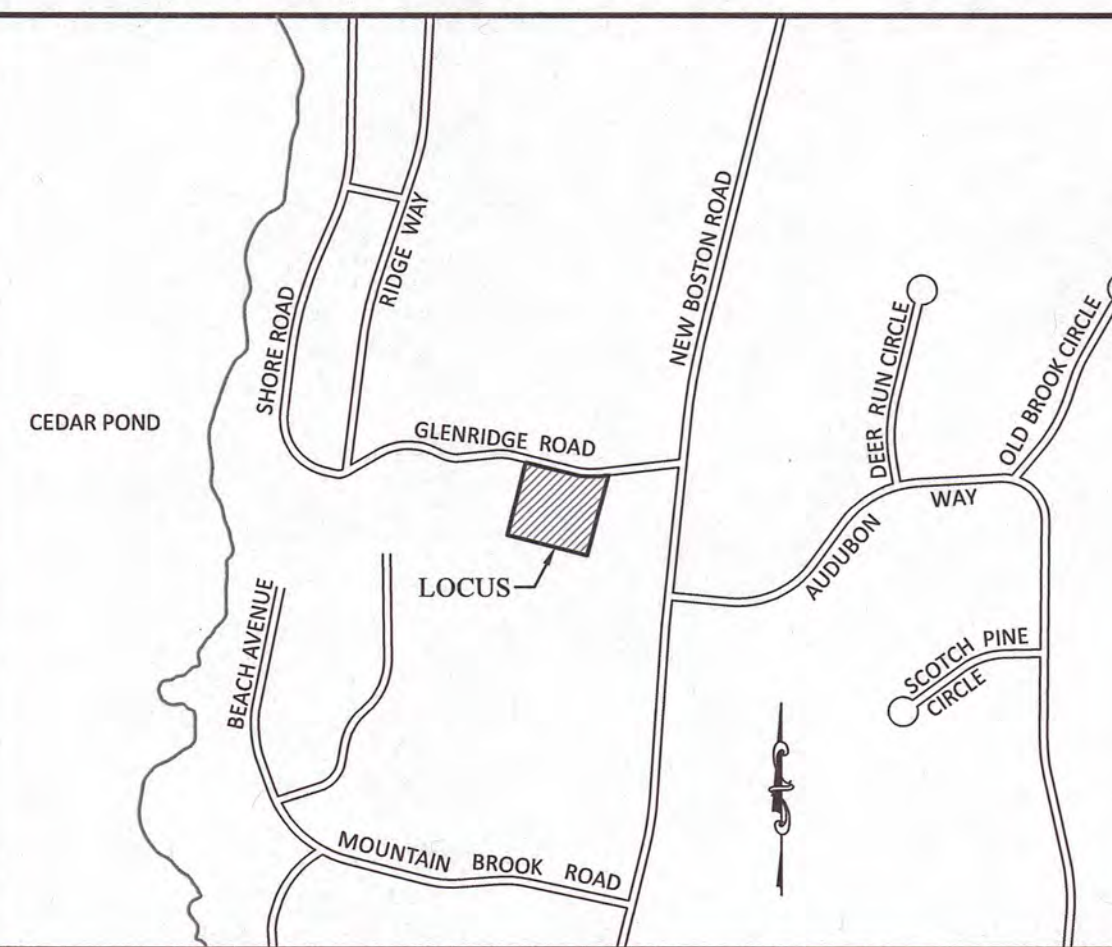 NEW BOSTON ROAD
RIDGE WAY
SHORE ROAD
DEER RUN CIRCLE
OLD BROOK CIRCLE
CEDAR POND
GLENRIDGE ROAD
AUDUBON WAY
LOCUS
BEACH AVENUE
SCOTCH PINE
CIRCLE
MOUNTAIN BROOK ROAD